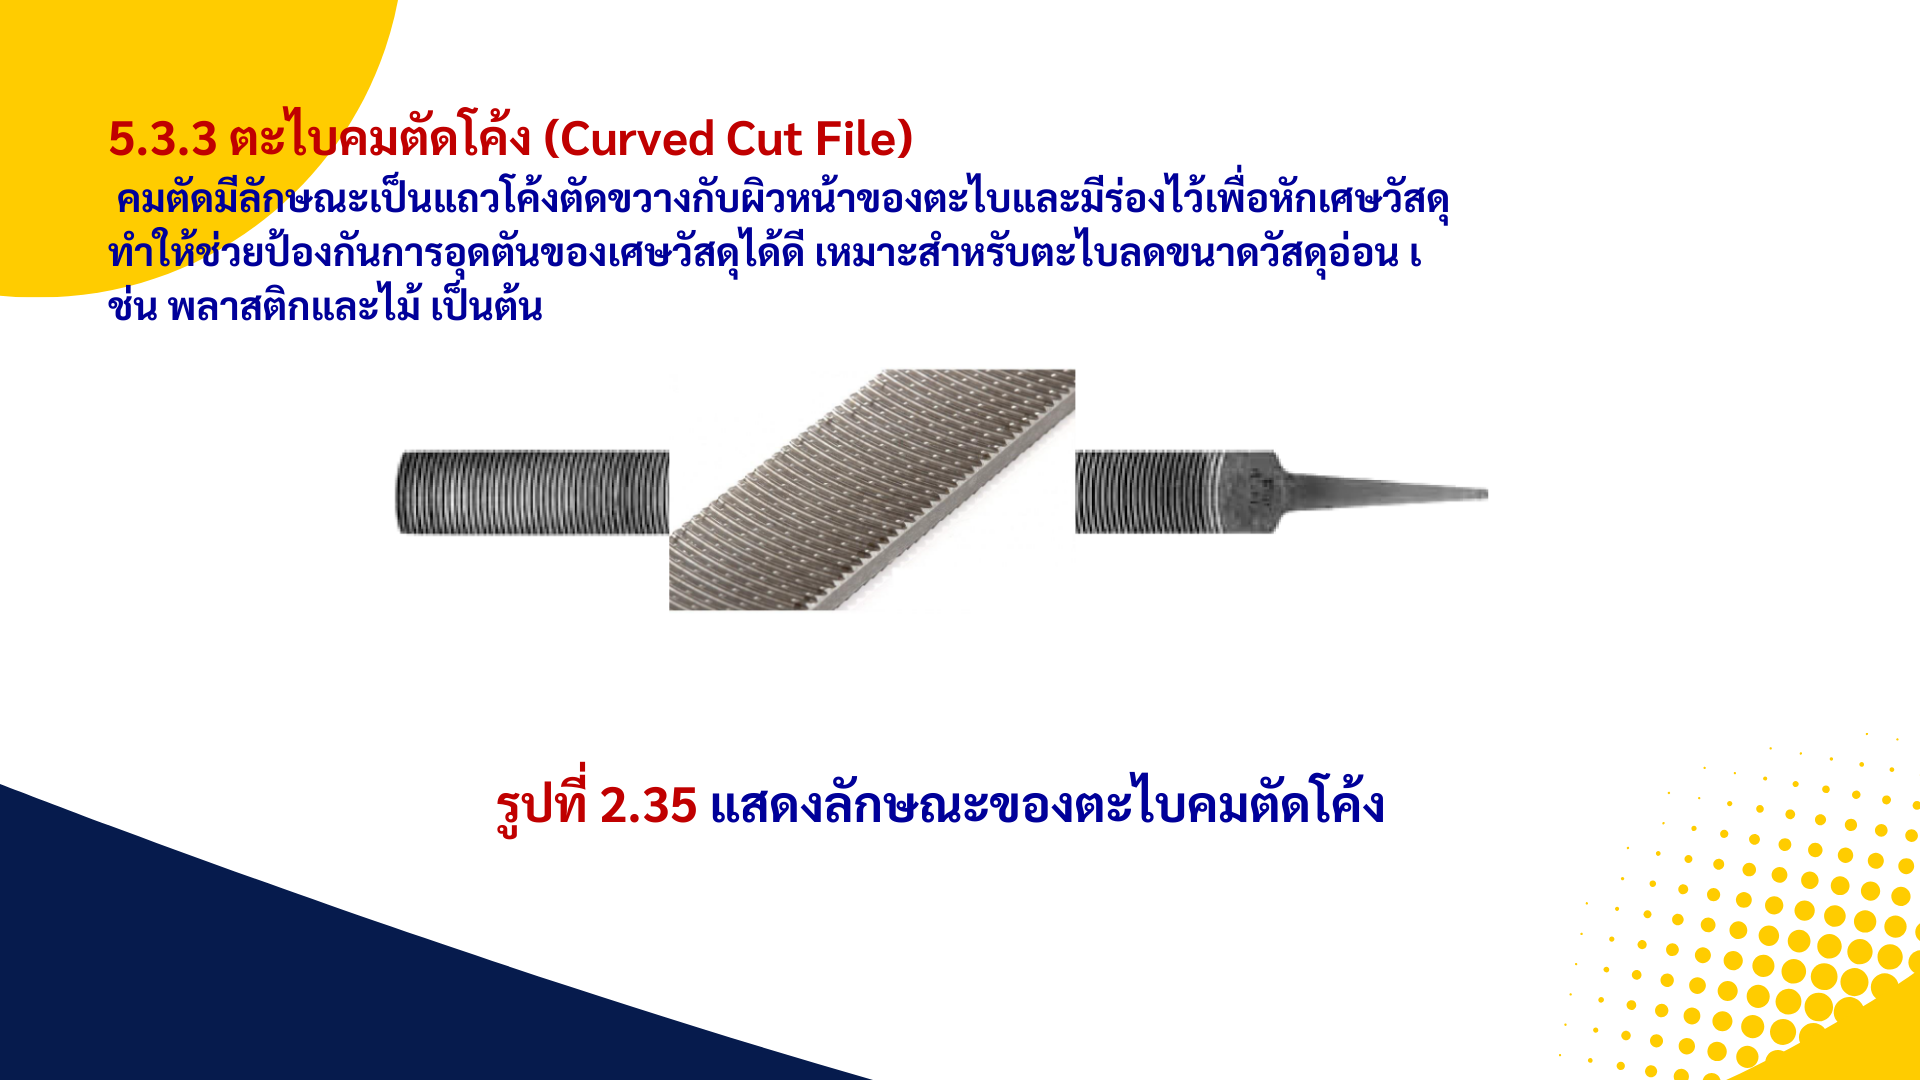 5.3.3 ตะไบคมตัดโค้ง (Curved Cut File)
คมตัดมีลักษณะเป็นแถวโค้งตัดขวางกับผิวหน้าของตะไบและมีร่องไว้เพื่อหักเศษวัสดุ
ทำให้ช่วยป้องกันการอุดตันของเศษวัสดุได้ดี เหมาะสำหรับตะไบลดขนาดวัสดุอ่อน เ
ช่น พลาสติกและไม้ เป็นต้น
รูปที่ 2.35 แสดงลักษณะของตะไบคมตัดโค้ง